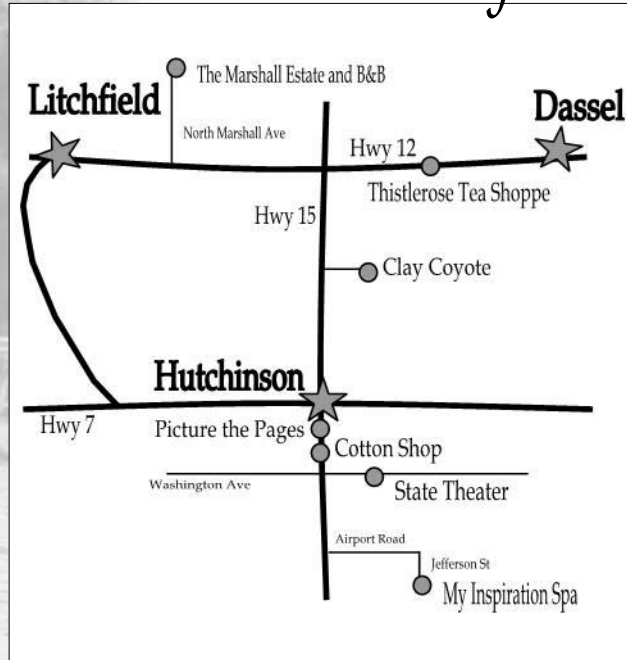 The Marshall Estate and B&B
Litchfield
Dassel
North Marshall Ave
Hwy 12
Thistlerose Tea Shoppe
Hwy 15
Clay Coyote
Hutchinson
Hwy 7
Picture the Pages
Cotton Shop
Washington Ave
State Theater
Airport Road
Jefferson St
My Inspiration Spa